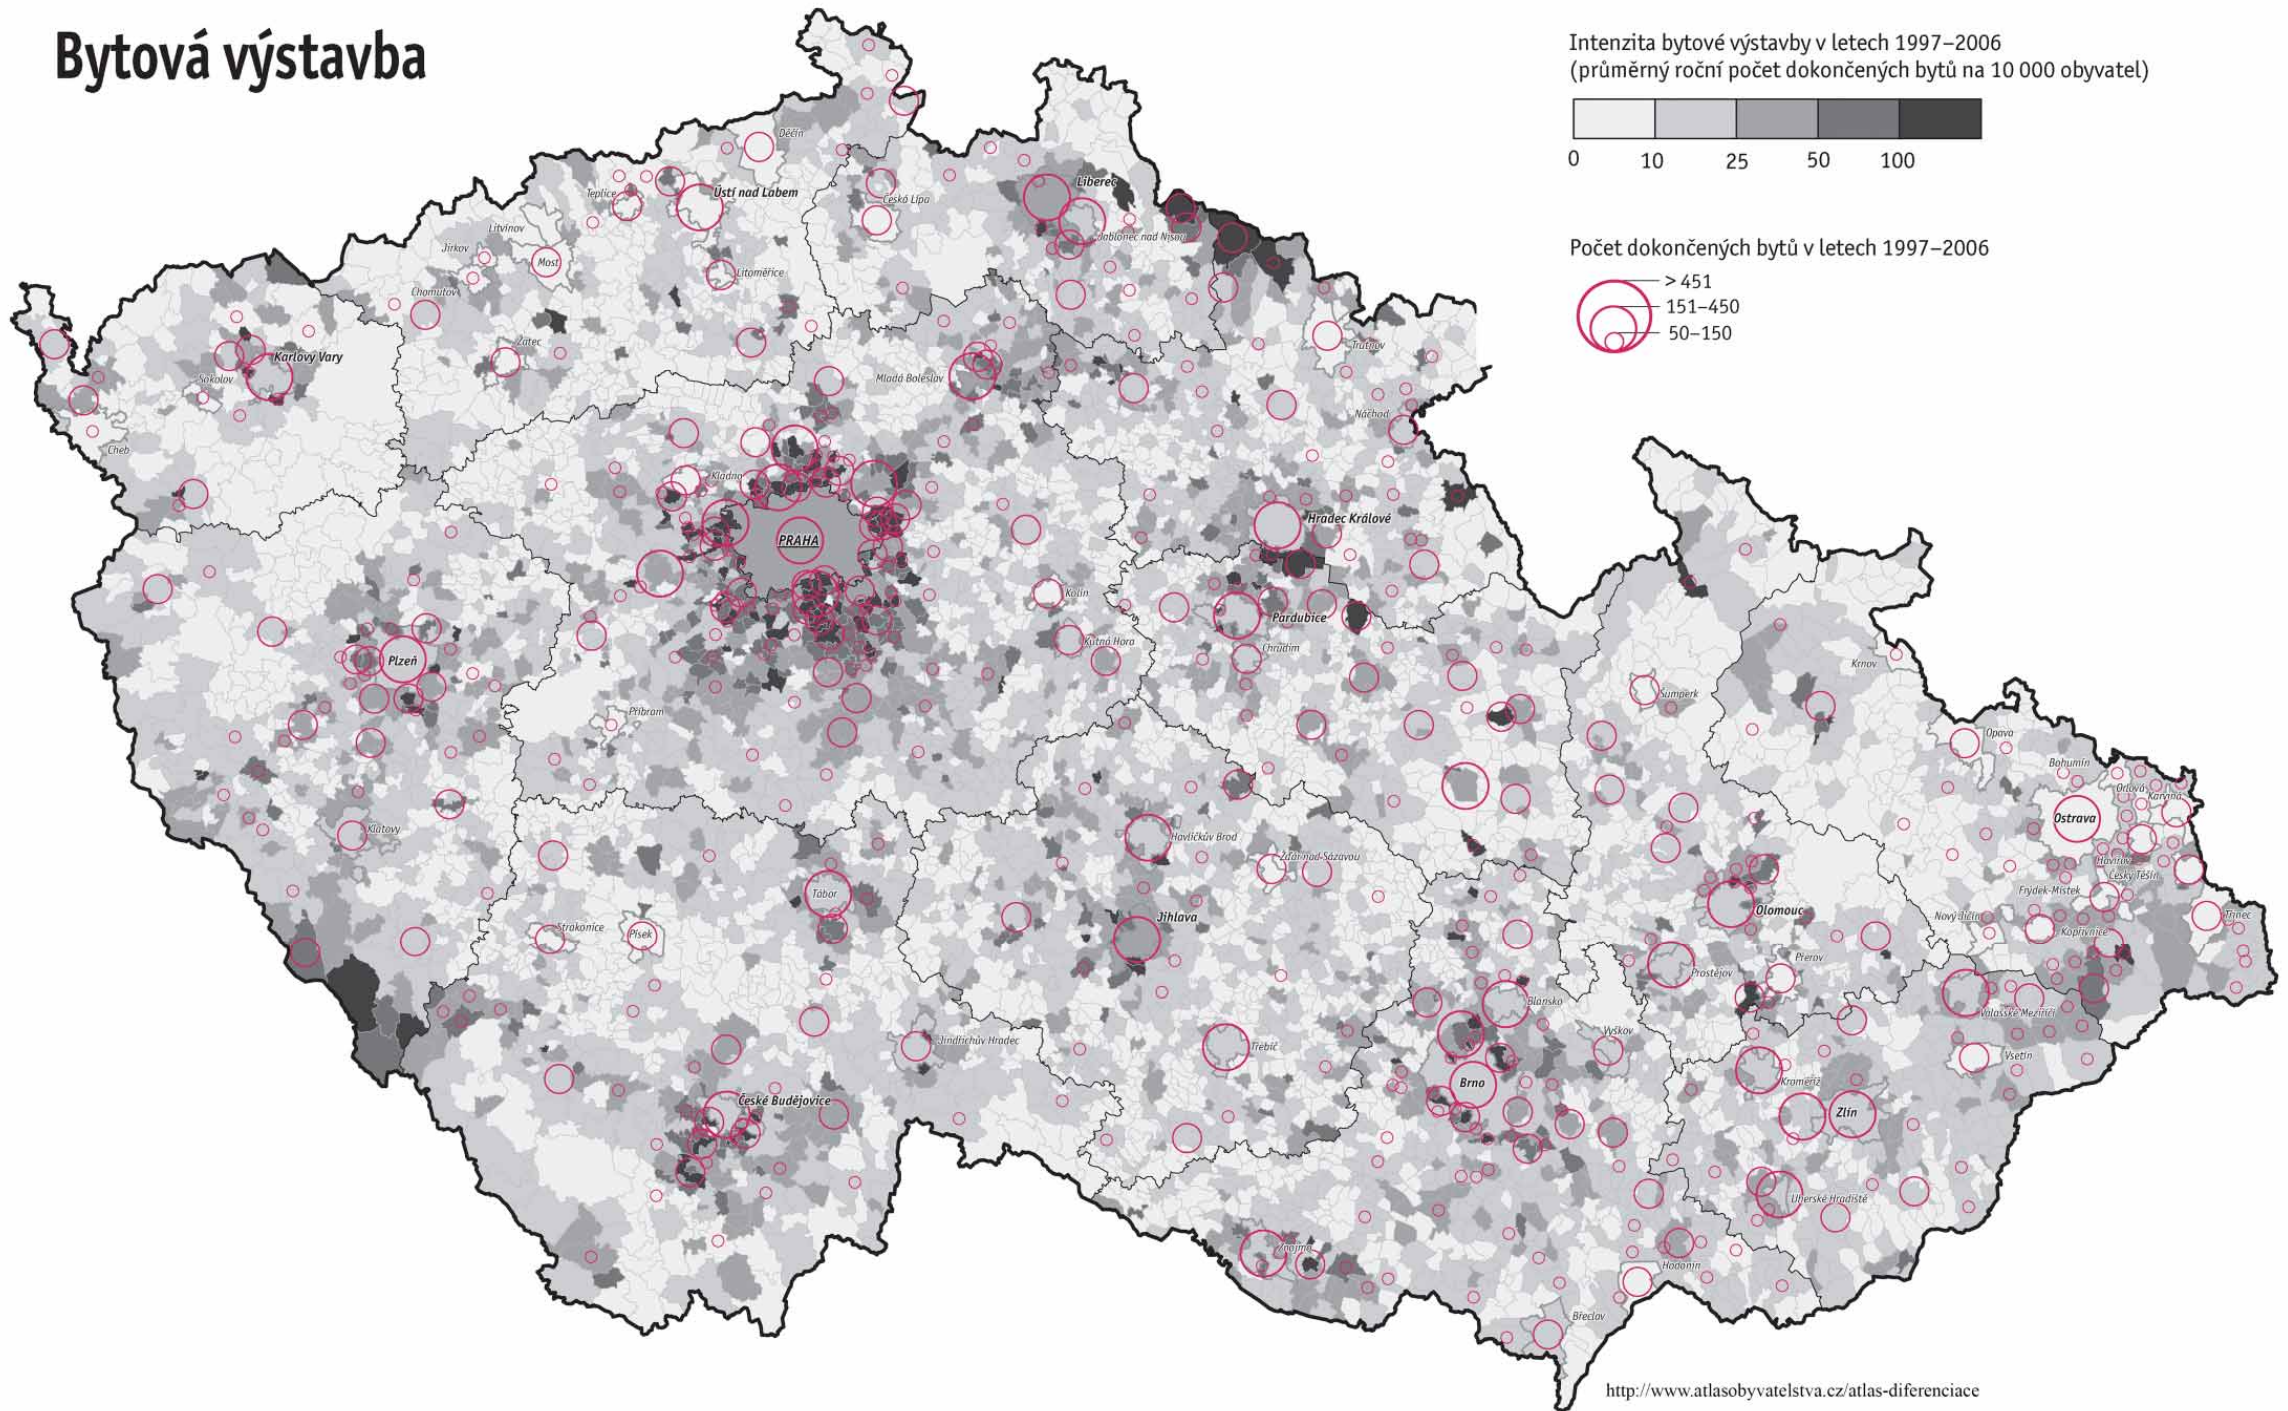 Bytová výstavba
Intenzita bytové výstavby v letech 1997–2006
(průměrný roční počet dokončených bytů na 10 000 obyvatel)
0 10 25 50 100
Počet dokončených bytů v letech 1997–2006
> 451
151–450
50–150
Děčín
Liberec
Teplice
Ústí nad Labem
Česká Lípa
Litvínov
Jablonec nad Nisou
Jirkov
Most
Litoměřice
Chomutov
Žatec
Trutnov
Karlovy Vary
Sokolov
Mladá Boleslav
Náchod
Cheb
Kladno
Hradec Králové
PRAHA
Kolín
Pardubice
Kutná Hora
Chrudim
Plzeň
Krnov
Šumperk
Příbram
Opava
Bohumín
Orlová
Karviná
Ostrava
Klatovy
Havlíčkův Brod
Žďár nad Sázavou
Havířov
Český Těšín
Frýdek-Místek
Tábor
Olomouc
Nový Jičín
Třinec
Jihlava
Strakonice
Písek
Kopřivnice
Přerov
Prostějov
Blansko
Valašské Meziříčí
Vyškov
Jindřichův Hradec
Třebíč
Vsetín
Brno
Kroměříž
České Budějovice
Zlín
Uherské Hradiště
Znojmo
Hodonín
Břeclav
http://www.atlasobyvatelstva.cz/atlas-diferenciace